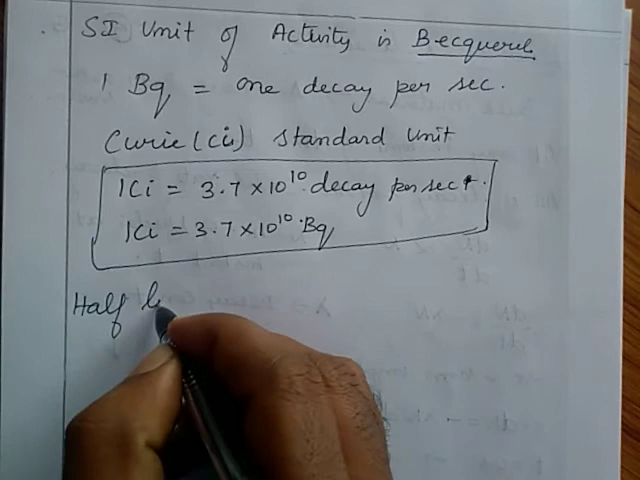 SI Unit of Activity is Becquerel
1 Bq = one decay per sec.
Curie (Ci) standard unit
1Ci = 3.7 × 10¹⁰ decay per sec.
1Ci = 3.7 × 10¹⁰ Bq
Half